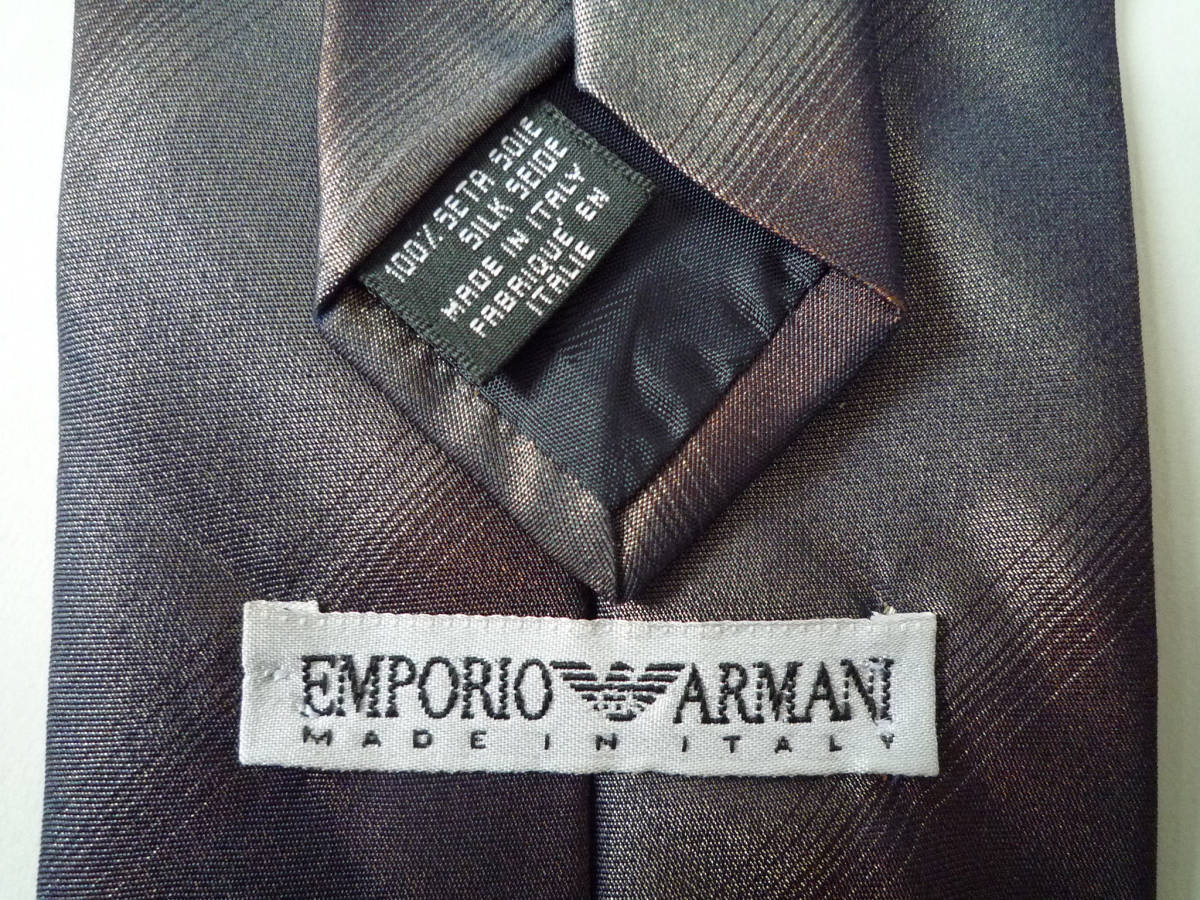 100% SETA SOIE
SILK SEIDE
MADE IN ITALY
FABRIQUE EN
ITALIE
EMPORIO ARMANI
MADE IN ITALY